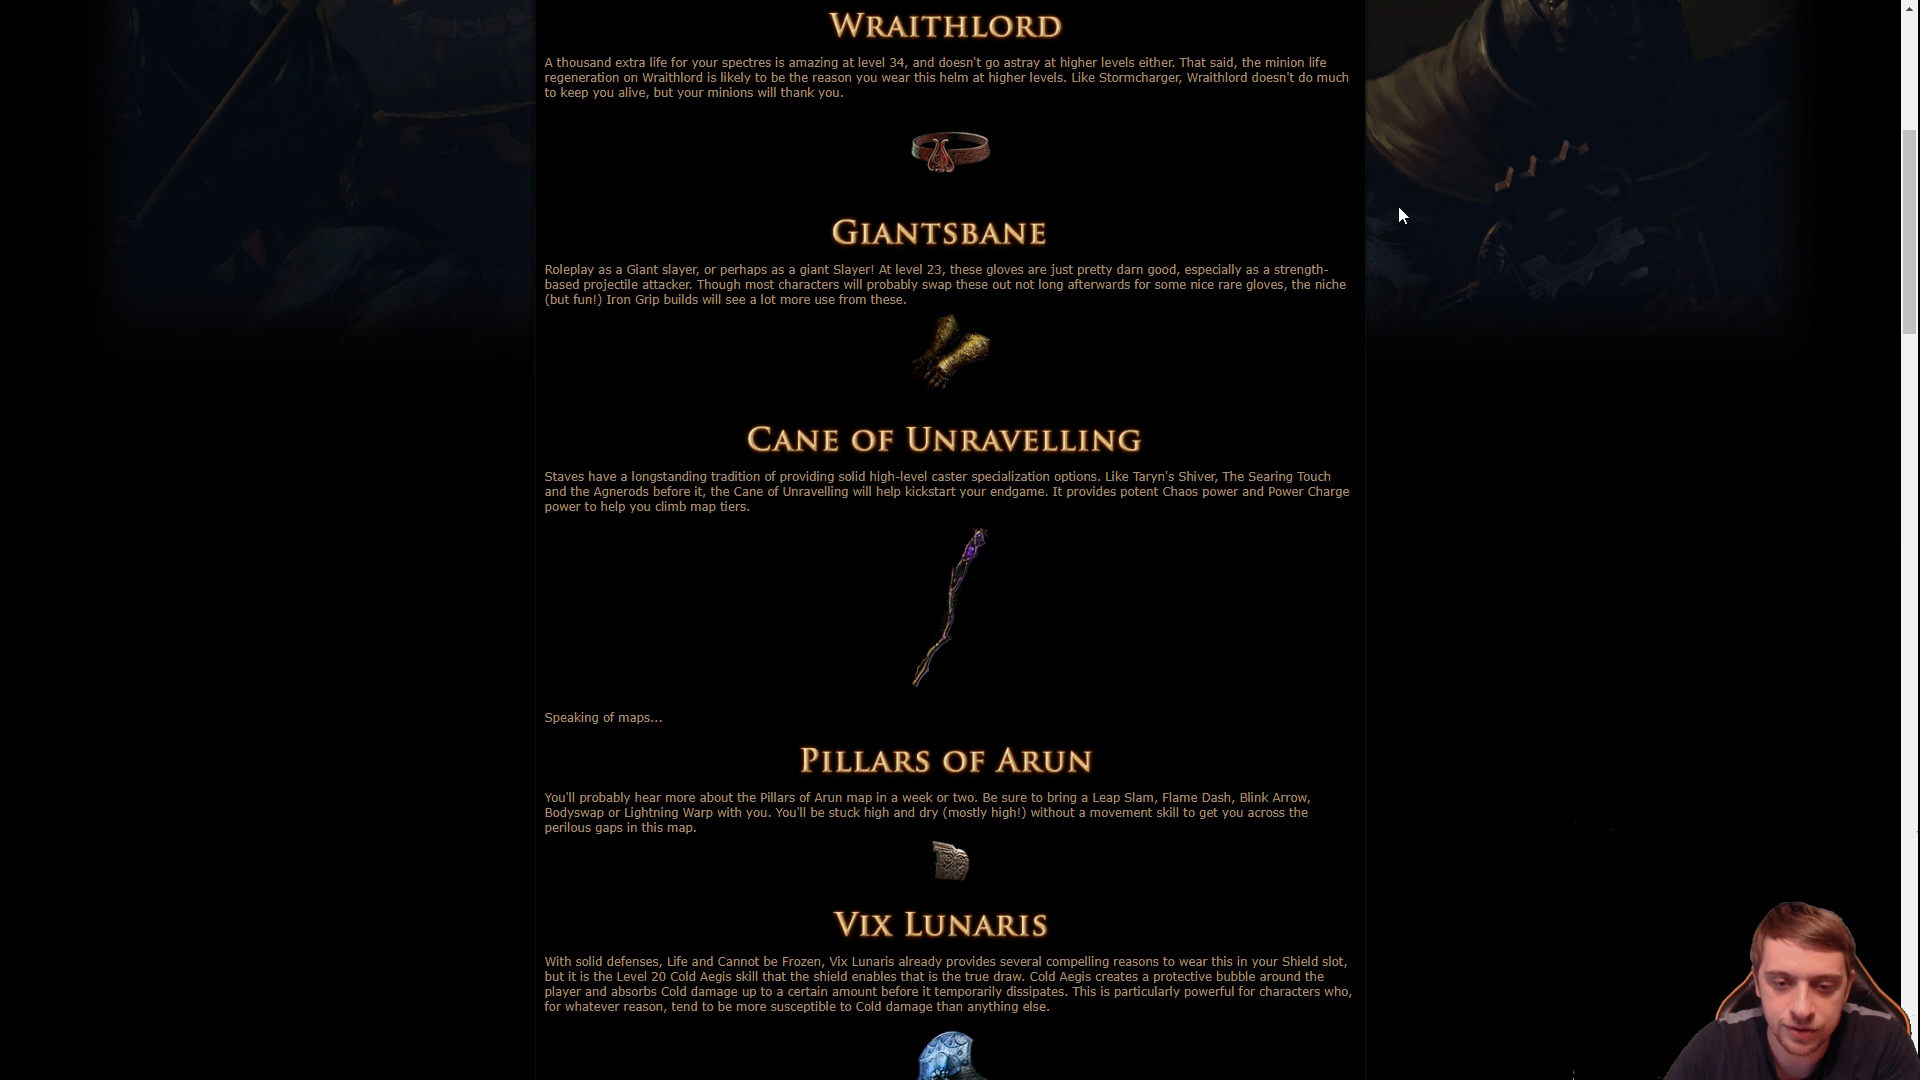 Wraithlord
A thousand extra life for your spectres is amazing at level 34, and doesn't go astray at higher levels either. That said, the minion life
regeneration on Wraithlord is likely to be the reason you wear this helm at higher levels. Like Stormcharger, Wraithlord doesn't do much
to keep you alive, but your minions will thank you.
Giantsbane
Roleplay as a Giant slayer, or perhaps as a giant Slayer! At level 23, these gloves are just pretty darn good, especially as a strength-
based projectile attacker. Though most characters will probably swap these out not long afterwards for some nice rare gloves, the niche
(but fun!) Iron Grip builds will see a lot more use from these.
Cane of Unravelling
Staves have a longstanding tradition of providing solid high-level caster specialization options. Like Taryn's Shiver, The Searing Touch
and the Agnerods before it, the Cane of Unravelling will help kickstart your endgame. It provides potent Chaos power and Power Charge
power to help you climb map tiers.
Speaking of maps...
Pillars of Arun
You'll probably hear more about the Pillars of Arun map in a week or two. Be sure to bring a Leap Slam, Flame Dash, Blink Arrow,
Bodyswap or Lightning Warp with you. You'll be stuck high and dry (mostly high!) without a movement skill to get you across the
perilous gaps in this map.
Vix Lunaris
With solid defenses, Life and Cannot be Frozen, Vix Lunaris already provides several compelling reasons to wear this in your Shield slot,
but it is the Level 20 Cold Aegis skill that the shield enables that is the true draw. Cold Aegis creates a protective bubble around the
player and absorbs Cold damage up to a certain amount before it temporarily dissipates. This is particularly powerful for characters who,
for whatever reason, tend to be more susceptible to Cold damage than anything else.